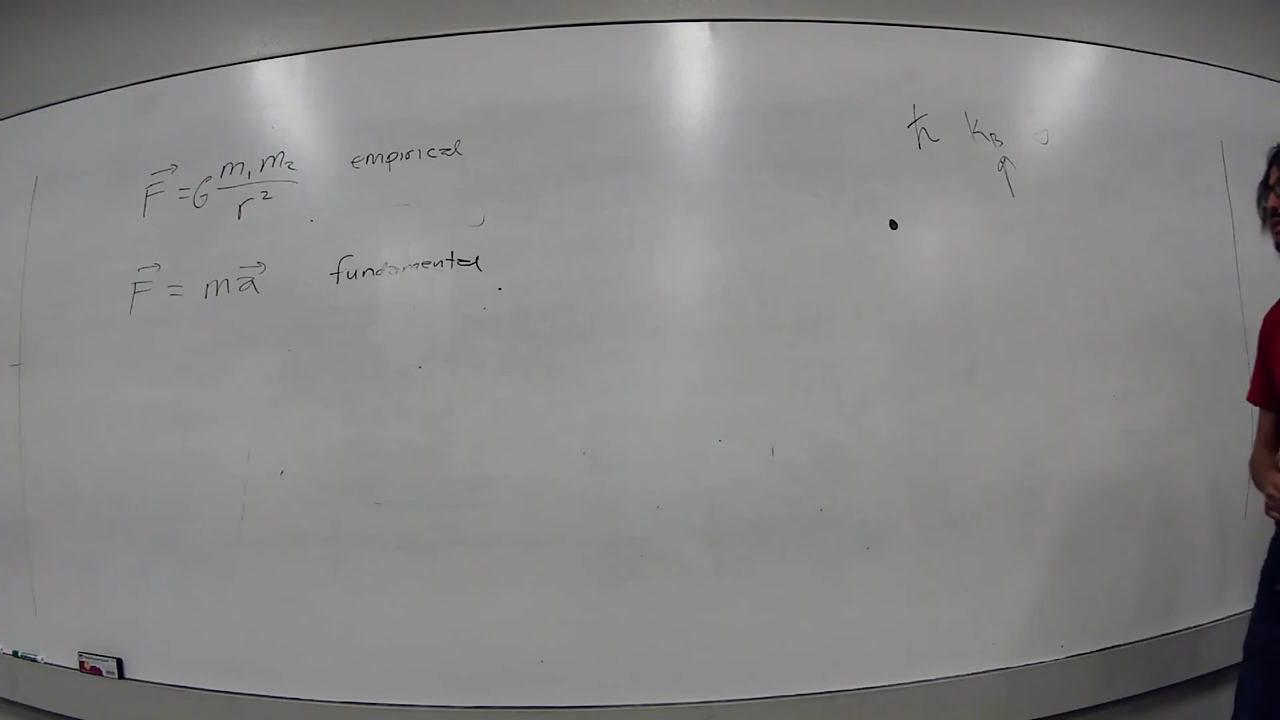 F⃗ = G m₁m₂ / r² empirical
F⃗ = ma⃗ fundamental
ħ k_B
q